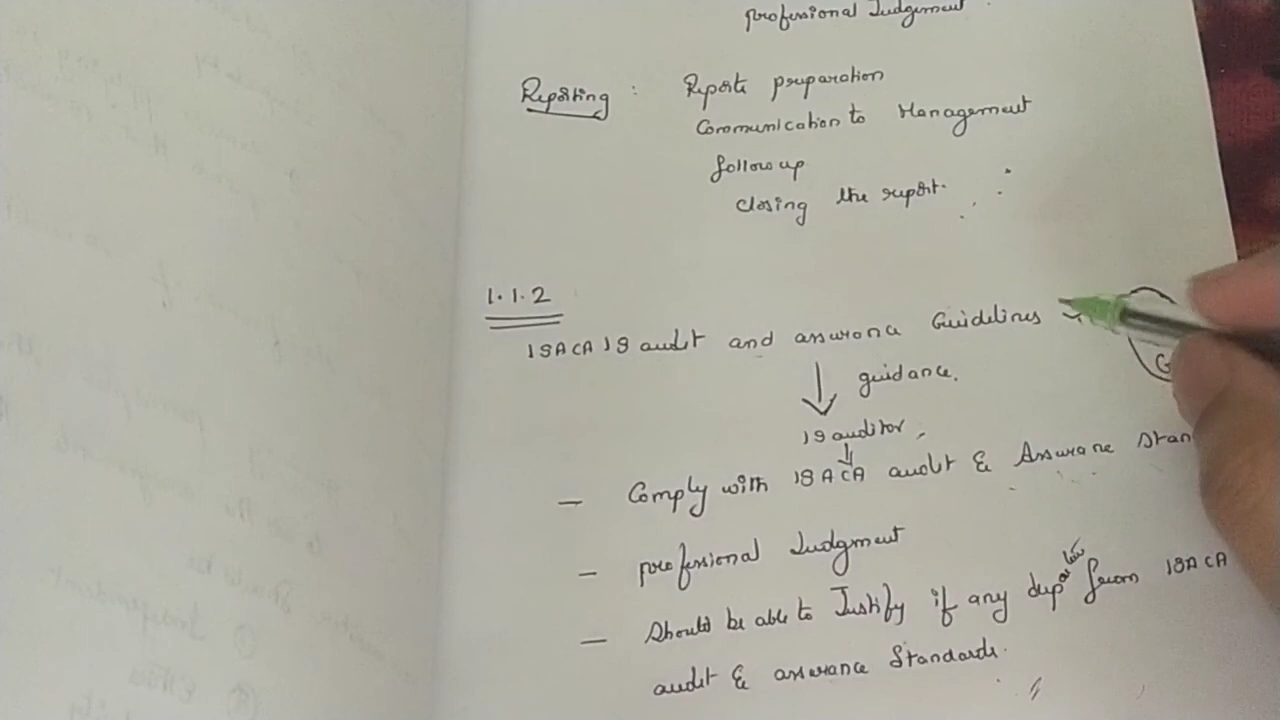 professional Judgement.
Reporting : Reports preparation
Communication to Management
follow up
closing the report.
1.1.2
ISACA IS audit and assurance Guidelines
guidance.
IS auditor,
- Comply with ISACA audit & Assurance Stan
- professional Judgment
- Should be able to Justify if any from ISACA
audit & assurance Standards.